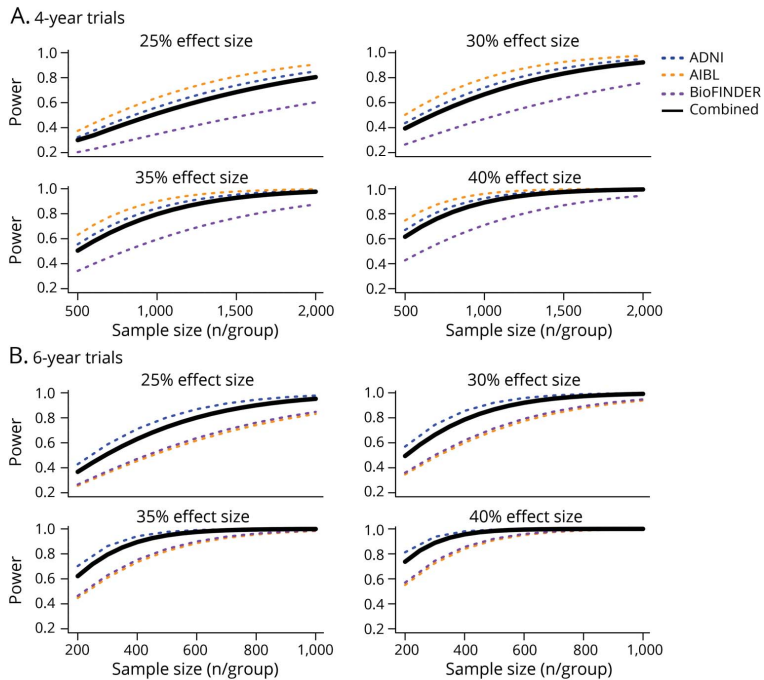 A. 4-year trials
25% effect size
30% effect size
ADNI
AIBL
BioFINDER
Combined
Power
1.0
0.8
0.6
0.4
0.2
1.0
0.8
0.6
0.4
0.2
35% effect size
40% effect size
Power
1.0
0.8
0.6
0.4
0.2
1.0
0.8
0.6
0.4
0.2
500 1,000 1,500 2,000
500 1,000 1,500 2,000
Sample size (n/group)
Sample size (n/group)
B. 6-year trials
25% effect size
30% effect size
Power
1.0
0.8
0.6
0.4
0.2
1.0
0.8
0.6
0.4
0.2
35% effect size
40% effect size
Power
1.0
0.8
0.6
0.4
0.2
1.0
0.8
0.6
0.4
0.2
200 400 600 800 1,000
200 400 600 800 1,000
Sample size (n/group)
Sample size (n/group)